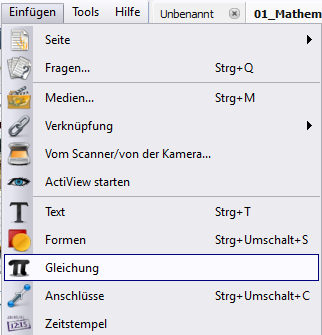 Einfügen Tools Hilfe Unbenannt 01_Mathem
Seite
Fragen... Strg+Q
Medien... Strg+M
Verknüpfung
Vom Scanner/von der Kamera...
ActiView starten
Text Strg+T
Formen Strg+Umschalt+S
Gleichung
Anschlüsse Strg+Umschalt+C
Zeitstempel